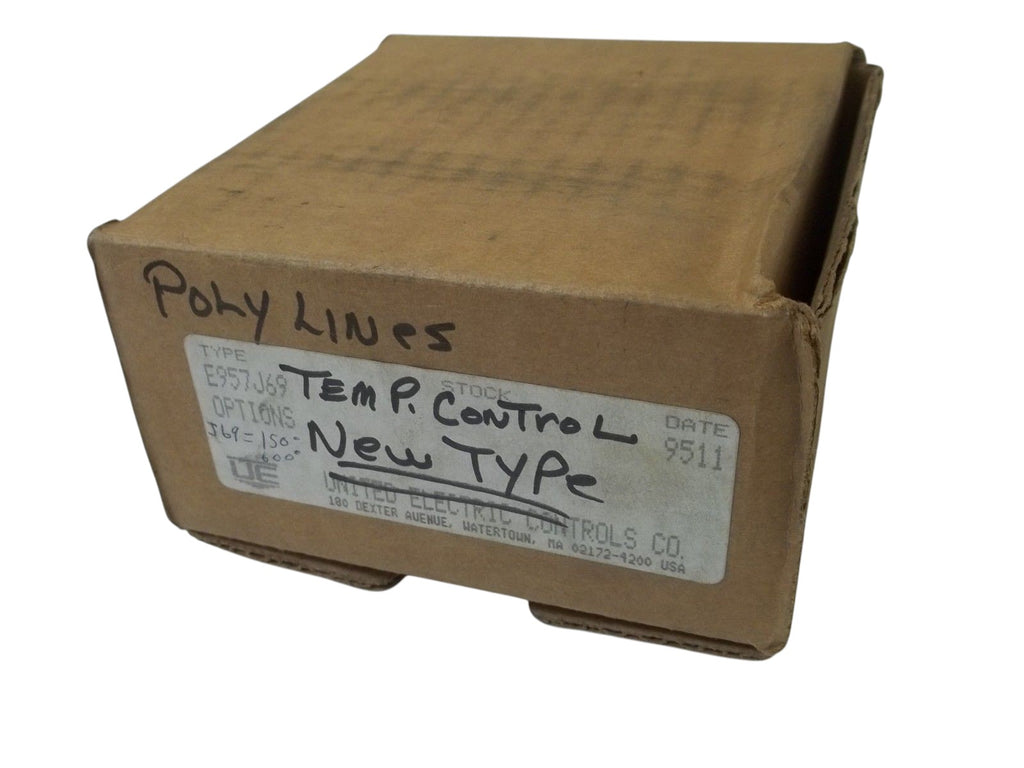 POLY LINes
TYPE STOCK DATE
E957J69 TEMP. CONTROL 9511
OPTIONS
J69 = 150- New TYPe
600°
UE
UNITED ELECTRIC CONTROLS CO.
180 DEXTER AVENUE, WATERTOWN, MA 02172-4200 USA